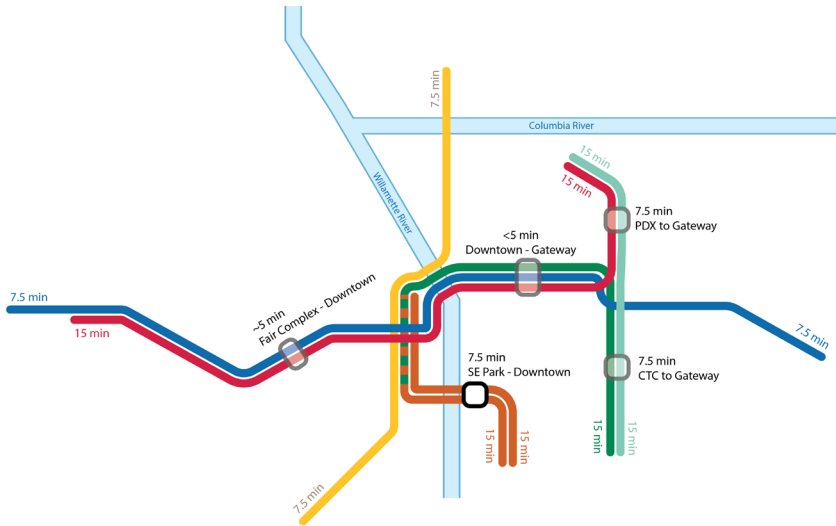 7.5 min
Columbia River
Willamette River
15 min
15 min
7.5 min
PDX to Gateway
<5 min
Downtown - Gateway
7.5 min
15 min
~5 min
Fair Complex - Downtown
7.5 min
SE Park - Downtown
7.5 min
CTC to Gateway
7.5 min
15 min
15 min
15 min
15 min
7.5 min